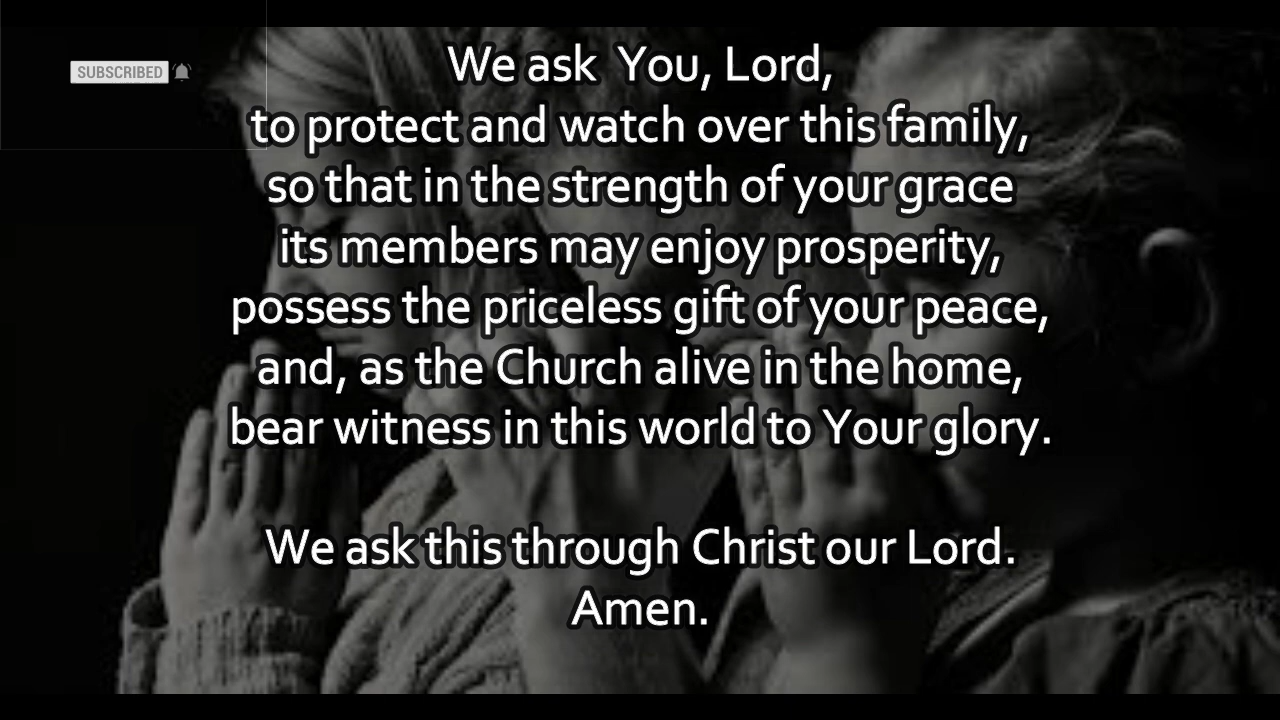 SUBSCRIBED
We ask You, Lord,
to protect and watch over this family,
so that in the strength of your grace
its members may enjoy prosperity,
possess the priceless gift of your peace,
and, as the Church alive in the home,
bear witness in this world to Your glory.
We ask this through Christ our Lord.
Amen.